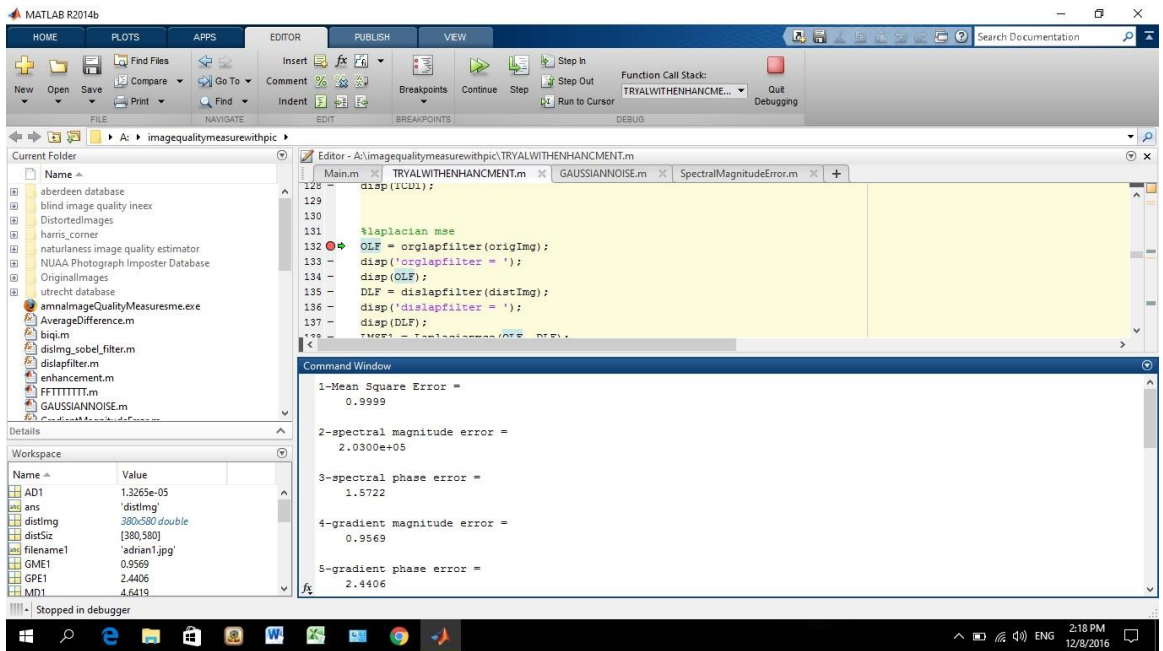 MATLAB R2014b
HOME PLOTS APPS EDITOR PUBLISH VIEW Search Documentation
New Open Save Find Files Compare Print
Go To Find
Insert fx Comment % Indent
Breakpoints Continue Step Step In Step Out Run to Cursor
Function Call Stack:
TRYALWITHENHANCME...
Quit Debugging
FILE NAVIGATE EDIT BREAKPOINTS DEBUG
A: imagequalitymeasurewithpic
Current Folder
Name
aberdeen database
blind image quality ineex
DistortedImages
harris_corner
naturlaness image quality estimator
NUAA Photograph Imposter Database
OriginalImages
utrecht database
amnaImageQualityMeasuresme.exe
AverageDifference.m
biqi.m
disImg_sobel_filter.m
dislapfilter.m
enhancement.m
FFTTTTTTT.m
GAUSSIANNOISE.m
GradientMagnitudeError.m
Details
Workspace
Name Value
AD1 1.3265e-05
ans 'distImg'
distImg 380x580 double
distSiz [380,580]
filename1 'adrian1.jpg'
GME1 0.9569
GPE1 2.4406
MD1 4.6419
Editor - A:\imagequalitymeasurewithpic\TRYALWITHENHANCMENT.m
Main.m TRYALWITHENHANCMENT.m GAUSSIANNOISE.m SpectralMagnitudeError.m +
128 - disp(TCD1);
129
130
131 %laplacian mse
132 OLF = orglapfilter(origImg);
133 - disp('orglapfilter = ');
134 - disp(OLF);
135 - DLF = dislapfilter(distImg);
136 - disp('dislapfilter = ');
137 - disp(DLF);
138 - LMSE1 = Laplacianmse(OLF, DLF);
Command Window
1-Mean Square Error =
0.9999
2-spectral magnitude error =
2.0300e+05
3-spectral phase error =
1.5722
4-gradient magnitude error =
0.9569
5-gradient phase error =
2.4406
fx
Stopped in debugger
ENG 2:18 PM
12/8/2016